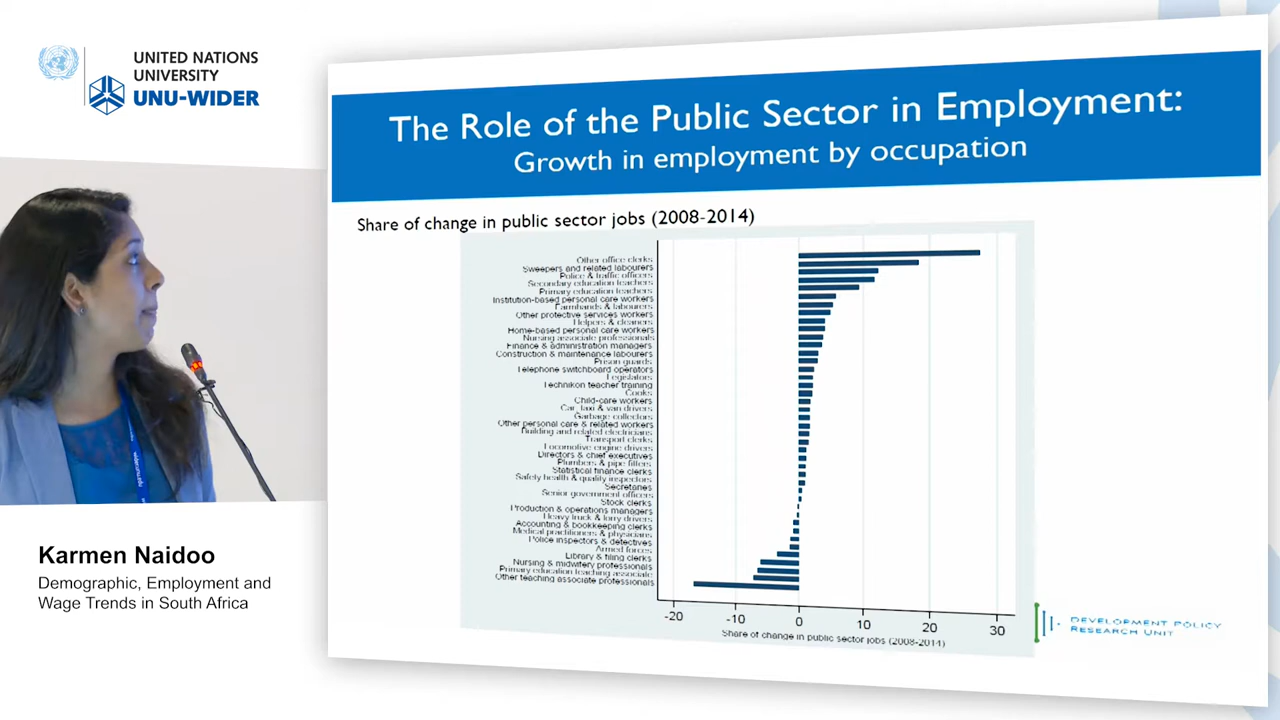 UNITED NATIONS
UNIVERSITY
UNU-WIDER
The Role of the Public Sector in Employment:
Growth in employment by occupation
Share of change in public sector jobs (2008-2014)
Other office clerks
Sweepers and related labourers
Police & traffic officers
Secondary education teachers
Primary education teachers
Institution-based personal care workers
Farmhands & labourers
Other protective services workers
Helpers & cleaners
Home-based personal care workers
Nursing associate professionals
Finance & administration managers
Construction & maintenance labourers
Prison guards
Telephone switchboard operators
Legislators
Technikon teacher training
Cooks
Child-care workers
Car, taxi & van drivers
Garbage collectors
Other personal care & related workers
Building and related electricians
Transport clerks
Locomotive engine drivers
Directors & chief executives
Plumbers & pipe fitters
Statistical finance clerks
Safety health & quality inspectors
Secretaries
Senior government officers
Stock clerks
Production & operations managers
Heavy truck & lorry drivers
Accounting & bookkeeping clerks
Medical practitioners & physicians
Police inspectors & detectives
Armed forces
Library & filing clerks
Nursing & midwifery professionals
Primary education teaching associate
Other teaching associate professionals
-20 -10 0 10 20 30
Share of change in public sector jobs (2008-2014)
DEVELOPMENT POLICY
RESEARCH UNIT
Karmen Naidoo
Demographic, Employment and
Wage Trends in South Africa